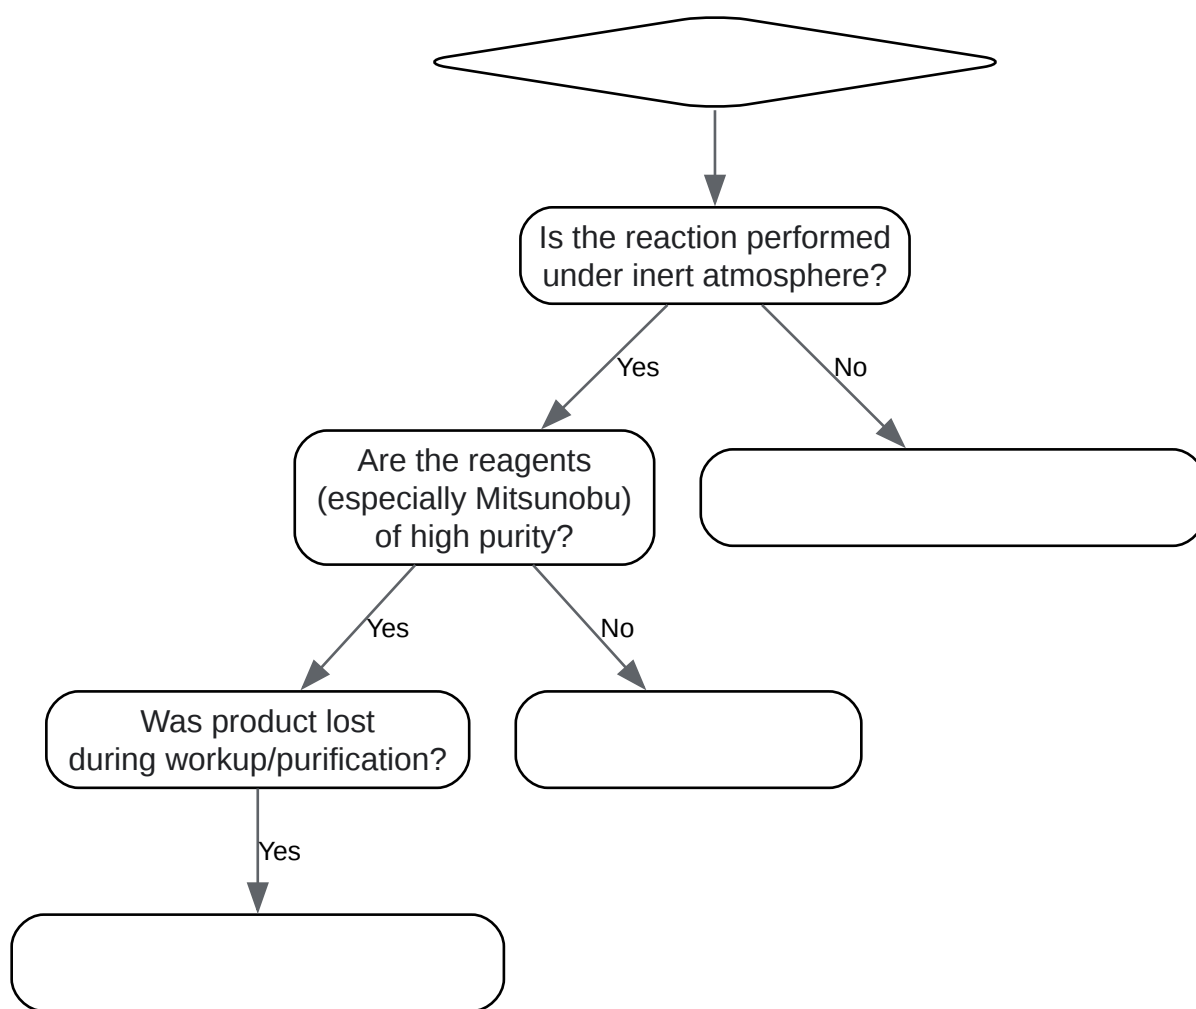 Is the reaction performed
under inert atmosphere?
Yes
No
Are the reagents
(especially Mitsunobu)
of high purity?
Yes
No
Was product lost
during workup/purification?
Yes